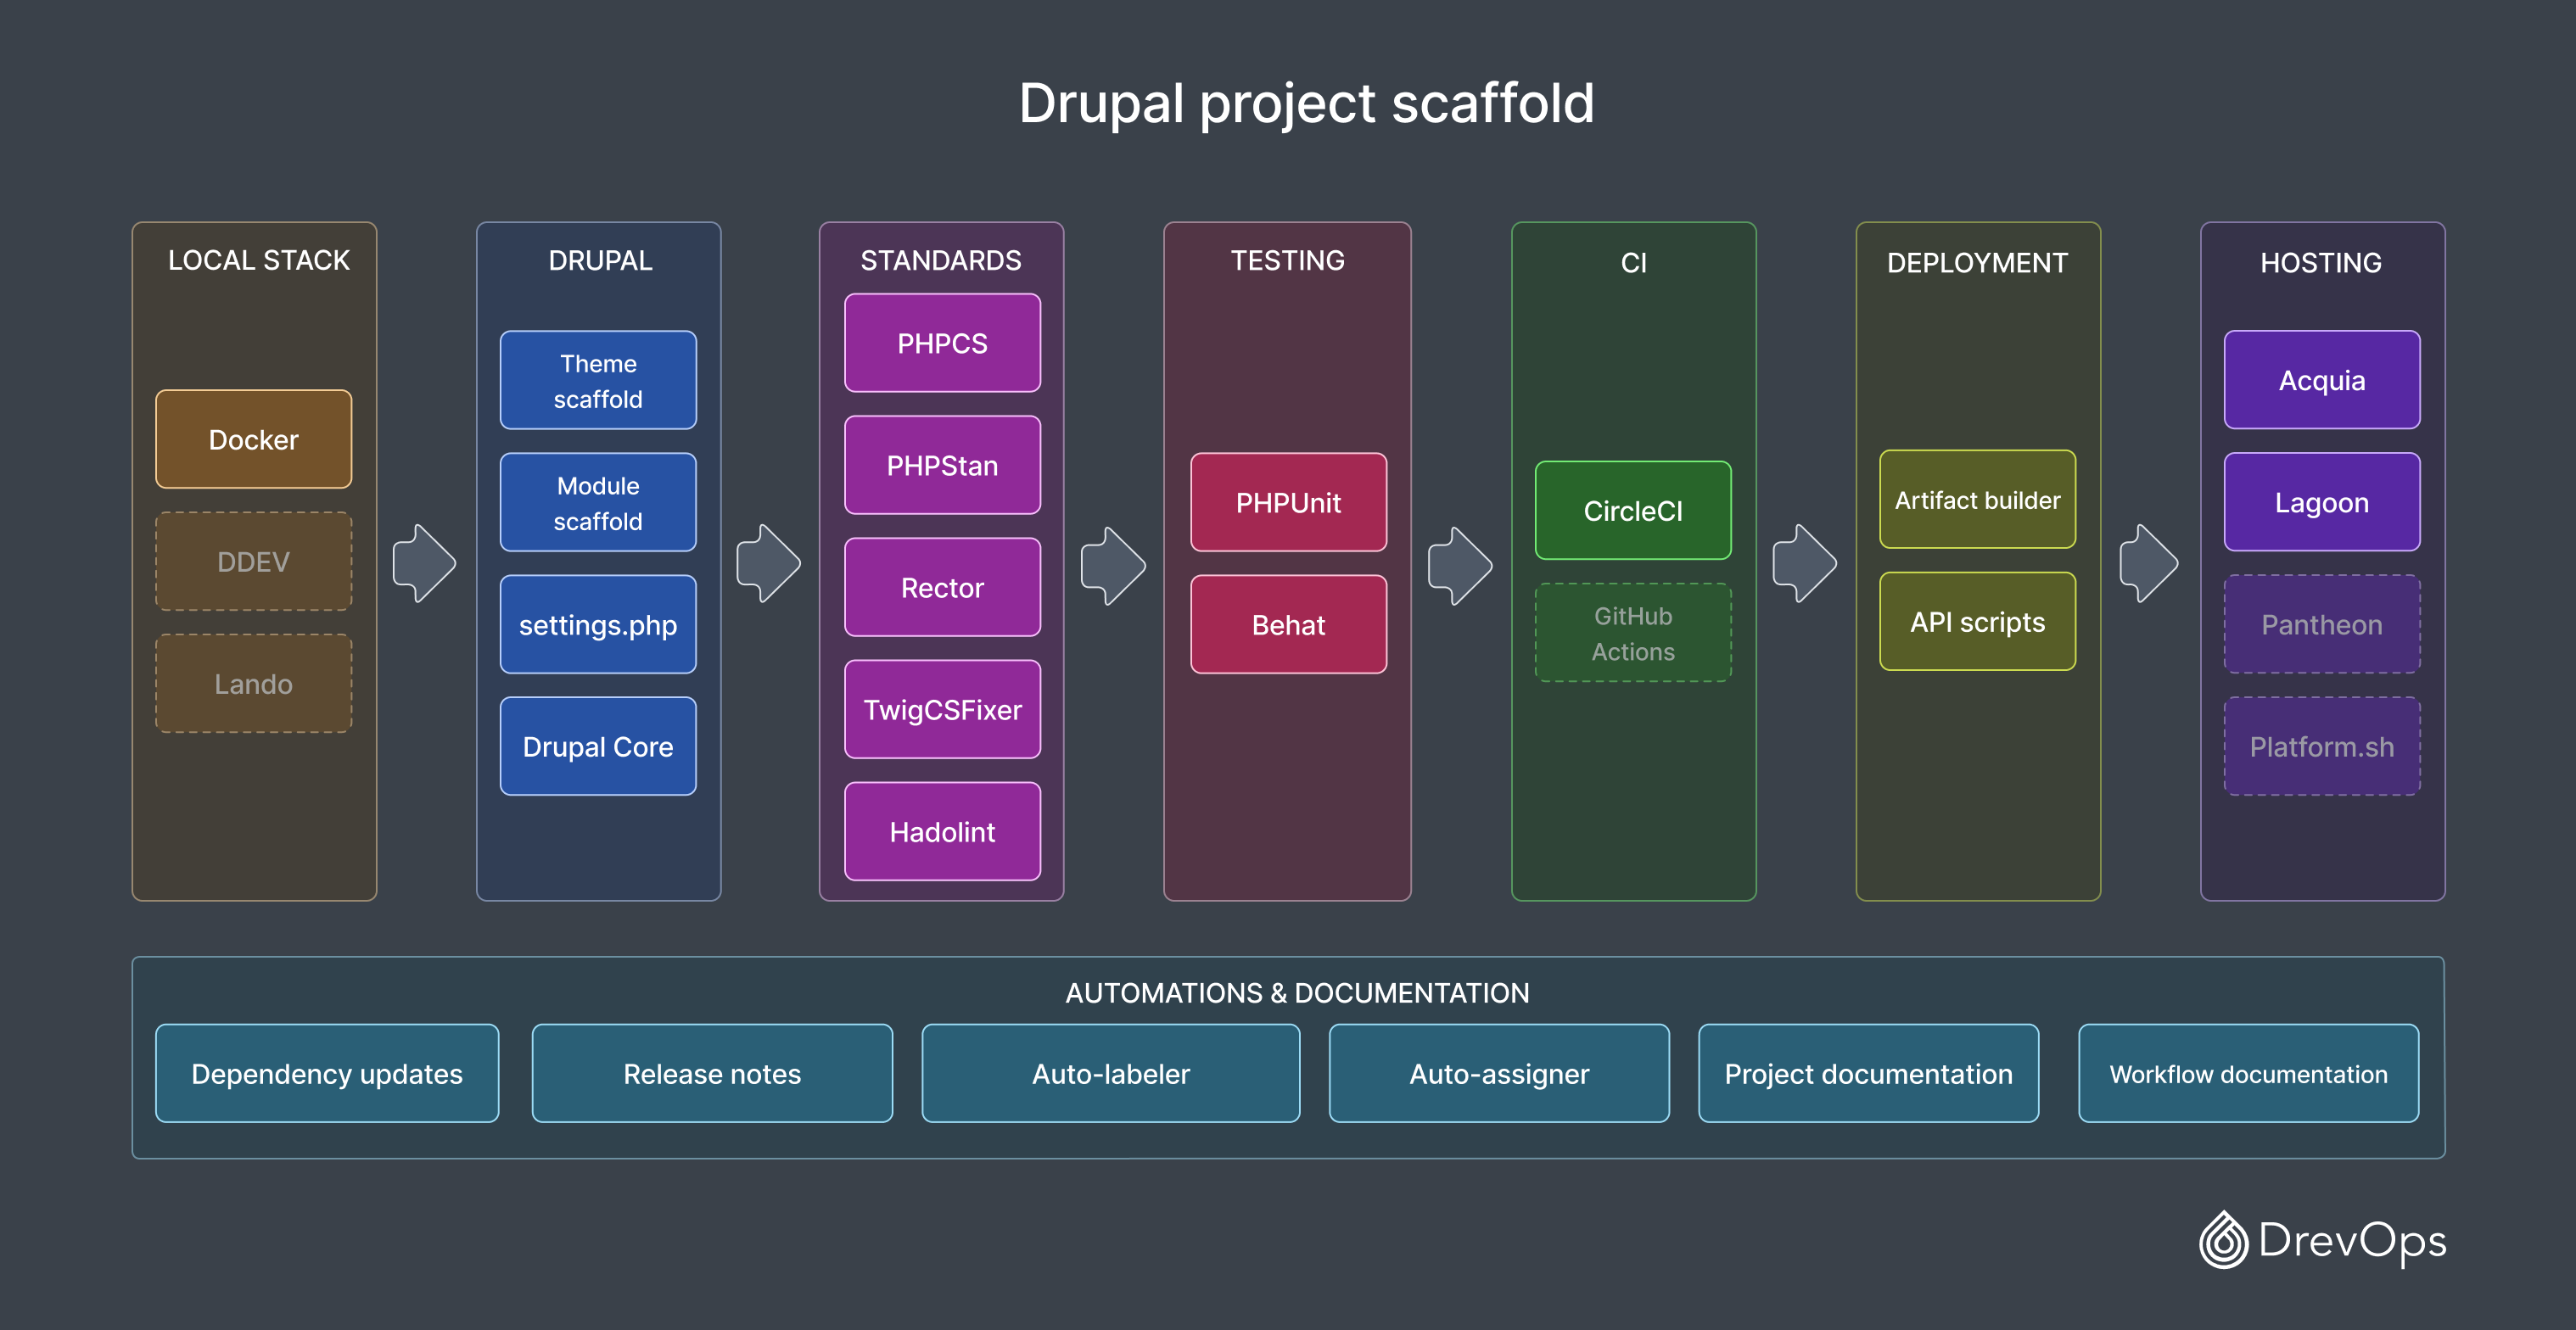 Drupal project scaffold
LOCAL STACK
Docker
DDEV
Lando
DRUPAL
Theme
scaffold
Module
scaffold
settings.php
Drupal Core
STANDARDS
PHPCS
PHPStan
Rector
TwigCSFixer
Hadolint
TESTING
PHPUnit
Behat
CI
CircleCI
GitHub
Actions
DEPLOYMENT
Artifact builder
API scripts
HOSTING
Acquia
Lagoon
Pantheon
Platform.sh
AUTOMATIONS & DOCUMENTATION
Dependency updates
Release notes
Auto-labeler
Auto-assigner
Project documentation
Workflow documentation
DrevOps